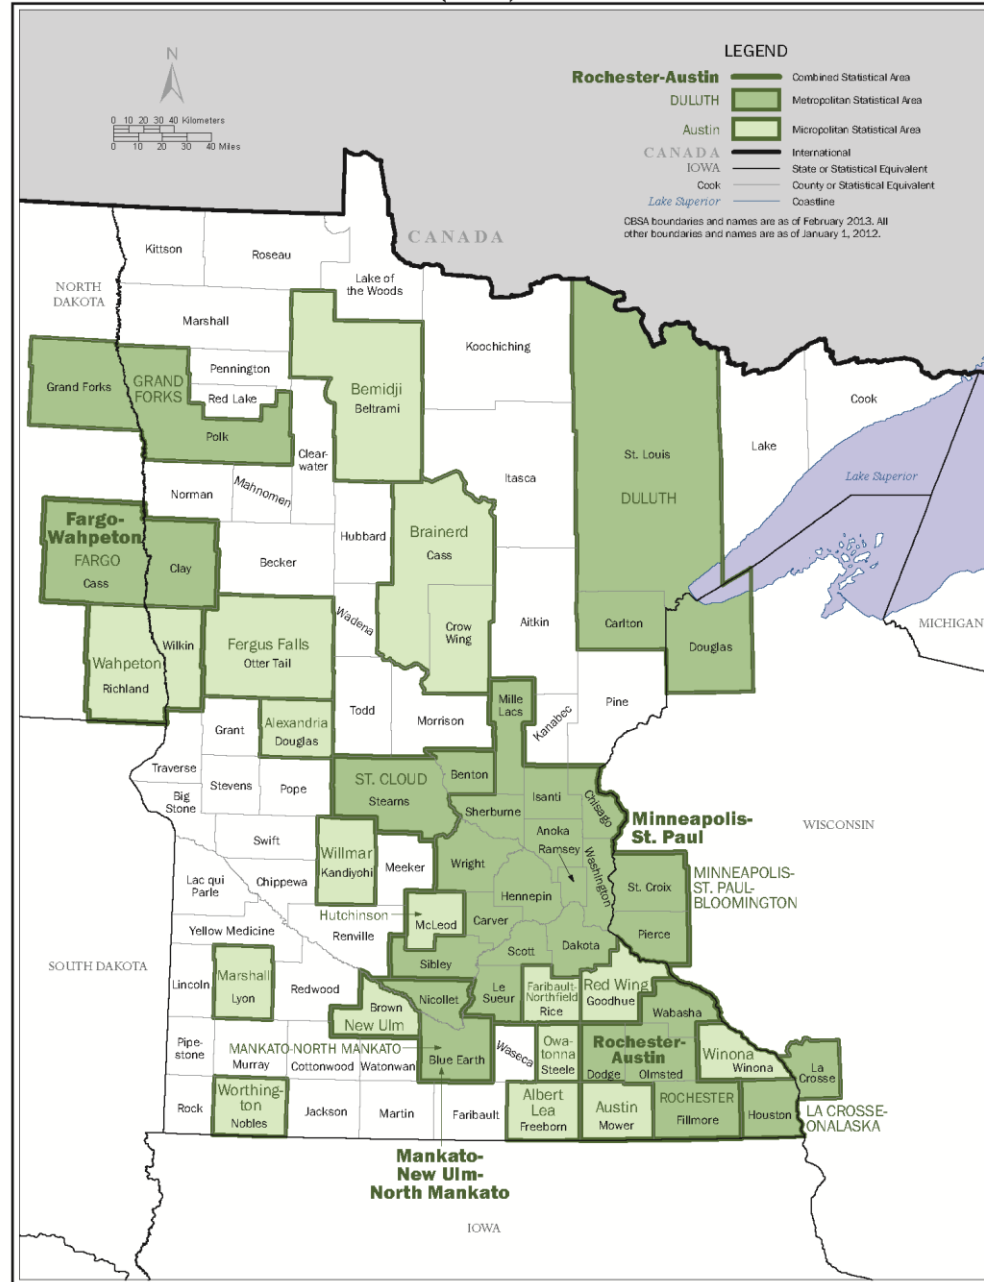 LEGEND
Rochester-Austin Combined Statistical Area
DULUTH Metropolitan Statistical Area
Austin Micropolitan Statistical Area
CANADA International
IOWA State or Statistical Equivalent
Cook County or Statistical Equivalent
Lake Superior Coastline
CBSA boundaries and names are as of February 2013. All
other boundaries and names are as of January 1, 2012.
N
0 10 20 30 40 Kilometers
0 10 20 30 40 Miles
CANADA
Kittson
Roseau
Lake of
the Woods
NORTH
DAKOTA
Marshall
Koochiching
Pennington
Red Lake
Grand Forks
GRAND
FORKS
Polk
Bemidji
Beltrami
Cook
Lake
St. Louis
DULUTH
Lake Superior
Clear-
water
Itasca
Norman
Mahnomen
Fargo-
Wahpeton
FARGO
Cass
Clay
Becker
Hubbard
Brainerd
Cass
Crow
Wing
Wadena
Aitkin
Carlton
Douglas
MICHIGAN
Wahpeton
Richland
Wilkin
Fergus Falls
Otter Tail
Mille
Lacs
Kanabec
Pine
Todd
Morrison
Grant
Alexandria
Douglas
Traverse
Big
Stone
Stevens
Pope
ST. CLOUD
Stearns
Benton
Sherburne
Isanti
Chisago
Anoka
Ramsey
Washington
Minneapolis-
St. Paul
WISCONSIN
Swift
Willmar
Kandiyohi
Meeker
Wright
Hennepin
St. Croix
MINNEAPOLIS-
ST. PAUL-
BLOOMINGTON
Lac qui
Parle
Chippewa
Hutchinson
McLeod
Carver
Pierce
Yellow Medicine
Renville
Sibley
Scott
Dakota
SOUTH DAKOTA
Lincoln
Marshall
Lyon
Redwood
Brown
New Ulm
Nicollet
Le
Sueur
Faribault-
Northfield
Rice
Red Wing
Goodhue
Wabasha
Pipe-
stone
Murray
Cottonwood
Watonwan
MANKATO-NORTH MANKATO
Blue Earth
Waseca
Owa-
tonna
Steele
Rochester-
Austin
Dodge
Olmsted
Winona
Winona
La
Crosse
LA CROSSE-
ONALASKA
Rock
Worthing-
ton
Nobles
Jackson
Martin
Faribault
Albert
Lea
Freeborn
Austin
Mower
ROCHESTER
Fillmore
Houston
Mankato-
New Ulm-
North Mankato
IOWA